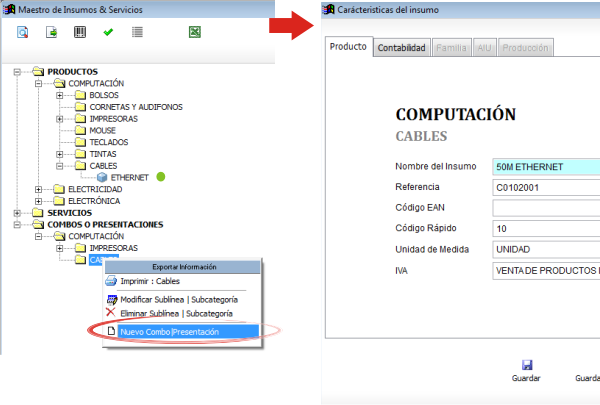 Maestro de Insumos & Servicios
PRODUCTOS
COMPUTACIÓN
BOLSOS
CORNETAS Y AUDIFONOS
IMPRESORAS
MOUSE
TECLADOS
TINTAS
CABLES
ETHERNET
ELECTRICIDAD
ELECTRÓNICA
SERVICIOS
COMBOS O PRESENTACIONES
COMPUTACIÓN
IMPRESORAS
Exportar Información
Imprimir : Cables
Modificar Sublínea | Subcategoría
Eliminar Sublínea | Subcategoría
Nuevo Combo|Presentación
Carácteristicas del insumo
Producto Contabilidad Familia AIU Producción
COMPUTACIÓN
CABLES
Nombre del Insumo 50M ETHERNET
Referencia C0102001
Código EAN
Código Rápido 10
Unidad de Medida UNIDAD
IVA VENTA DE PRODUCTOS
Guardar Guarda